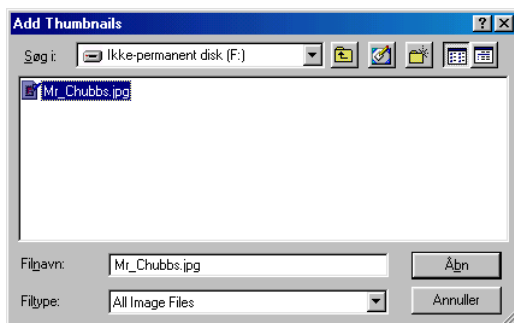 Add Thumbnails
Søg i: Ikke-permanent disk (F:)
Mr_Chubbs.jpg
Filnavn: Mr_Chubbs.jpg Åbn
Filtype: All Image Files Annuller